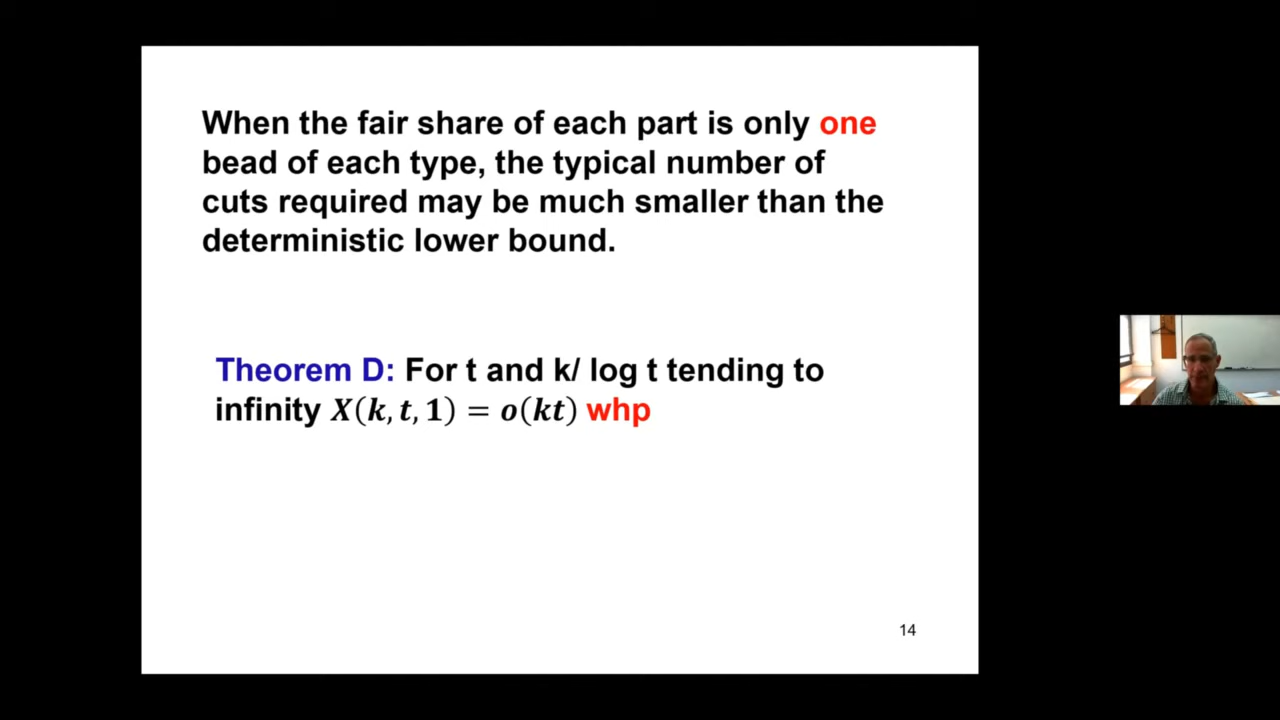 When the fair share of each part is only one
bead of each type, the typical number of
cuts required may be much smaller than the
deterministic lower bound.
Theorem D: For t and k/ log t tending to
infinity X(k, t, 1) = o(kt) whp
14